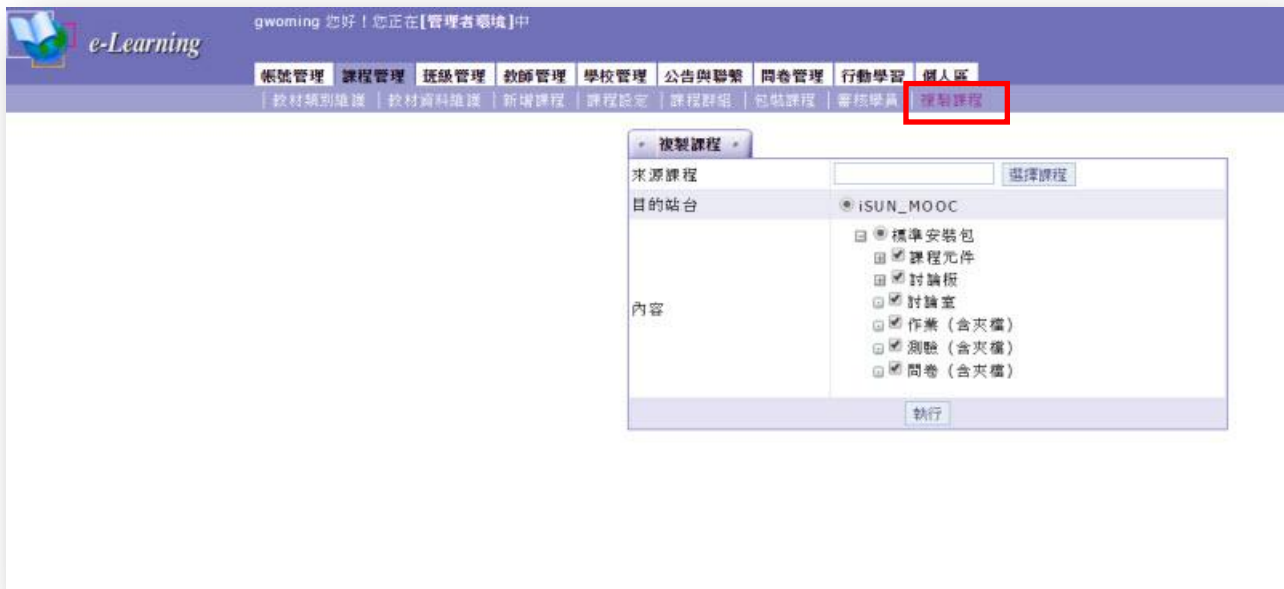 e-Learning
gwoming 您好！您正在[管理者環境]中
帳號管理 課程管理 班級管理 教師管理 學校管理 公告與聯繫 問卷管理 行動學習 個人區
| 教材類別維護 | 教材資料維護 | 新增課程 | 課程設定 | 課程群組 | 包裝課程 | 審核學員 | 複製課程
複製課程
來源課程 選擇課程
目的站台 iSUN_MOOC
內容
標準安裝包
課程元件
討論板
討論室
作業（含夾檔）
測驗（含夾檔）
問卷（含夾檔）
執行